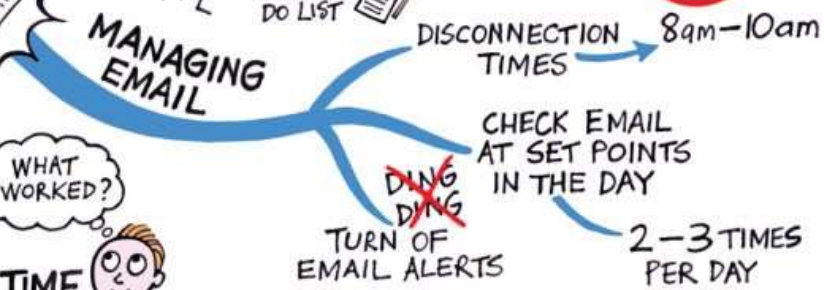 DO LIST
MANAGING
EMAIL
DISCONNECTION
TIMES
8am-10am
CHECK EMAIL
AT SET POINTS
IN THE DAY
2-3 TIMES
PER DAY
DING
DING
TURN OF
EMAIL ALERTS
WHAT
WORKED?
TIME